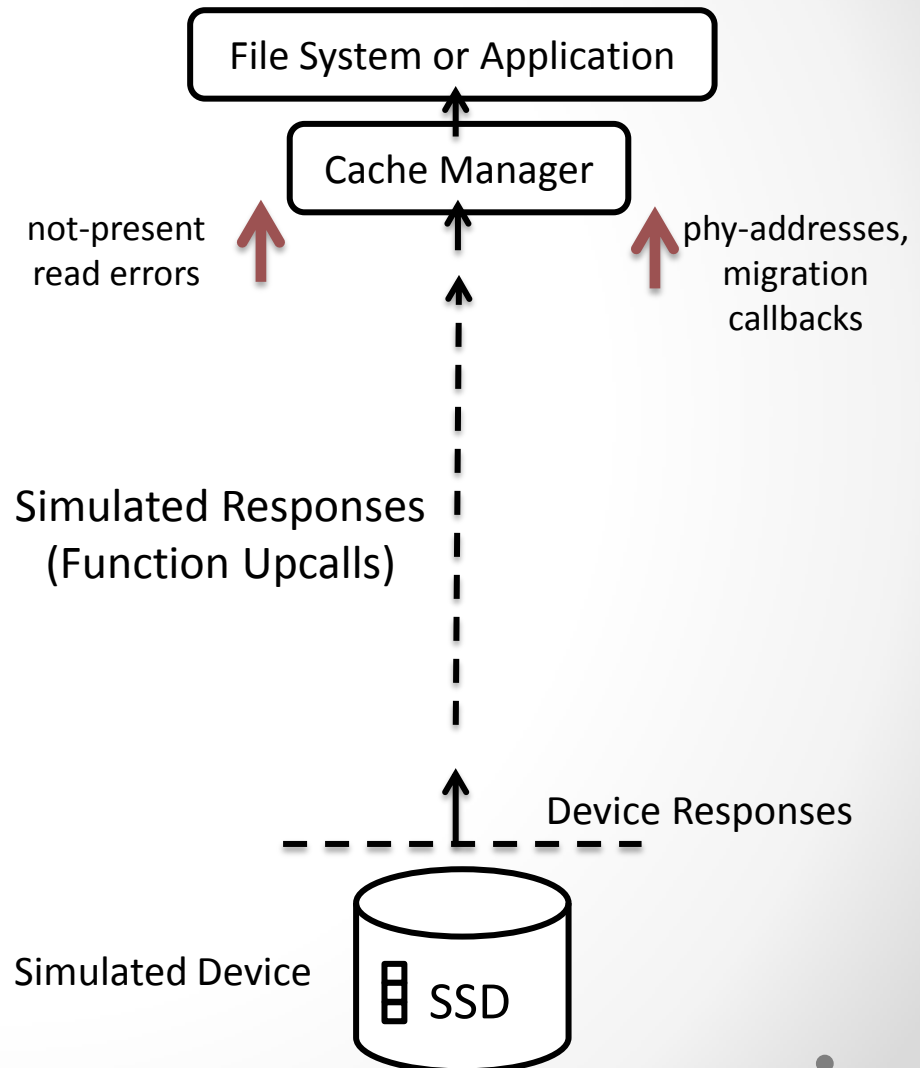 File System or Application
Cache Manager
not-present
read errors
phy-addresses,
migration
callbacks
Simulated Responses
(Function Upcalls)
Device Responses
Simulated Device
SSD